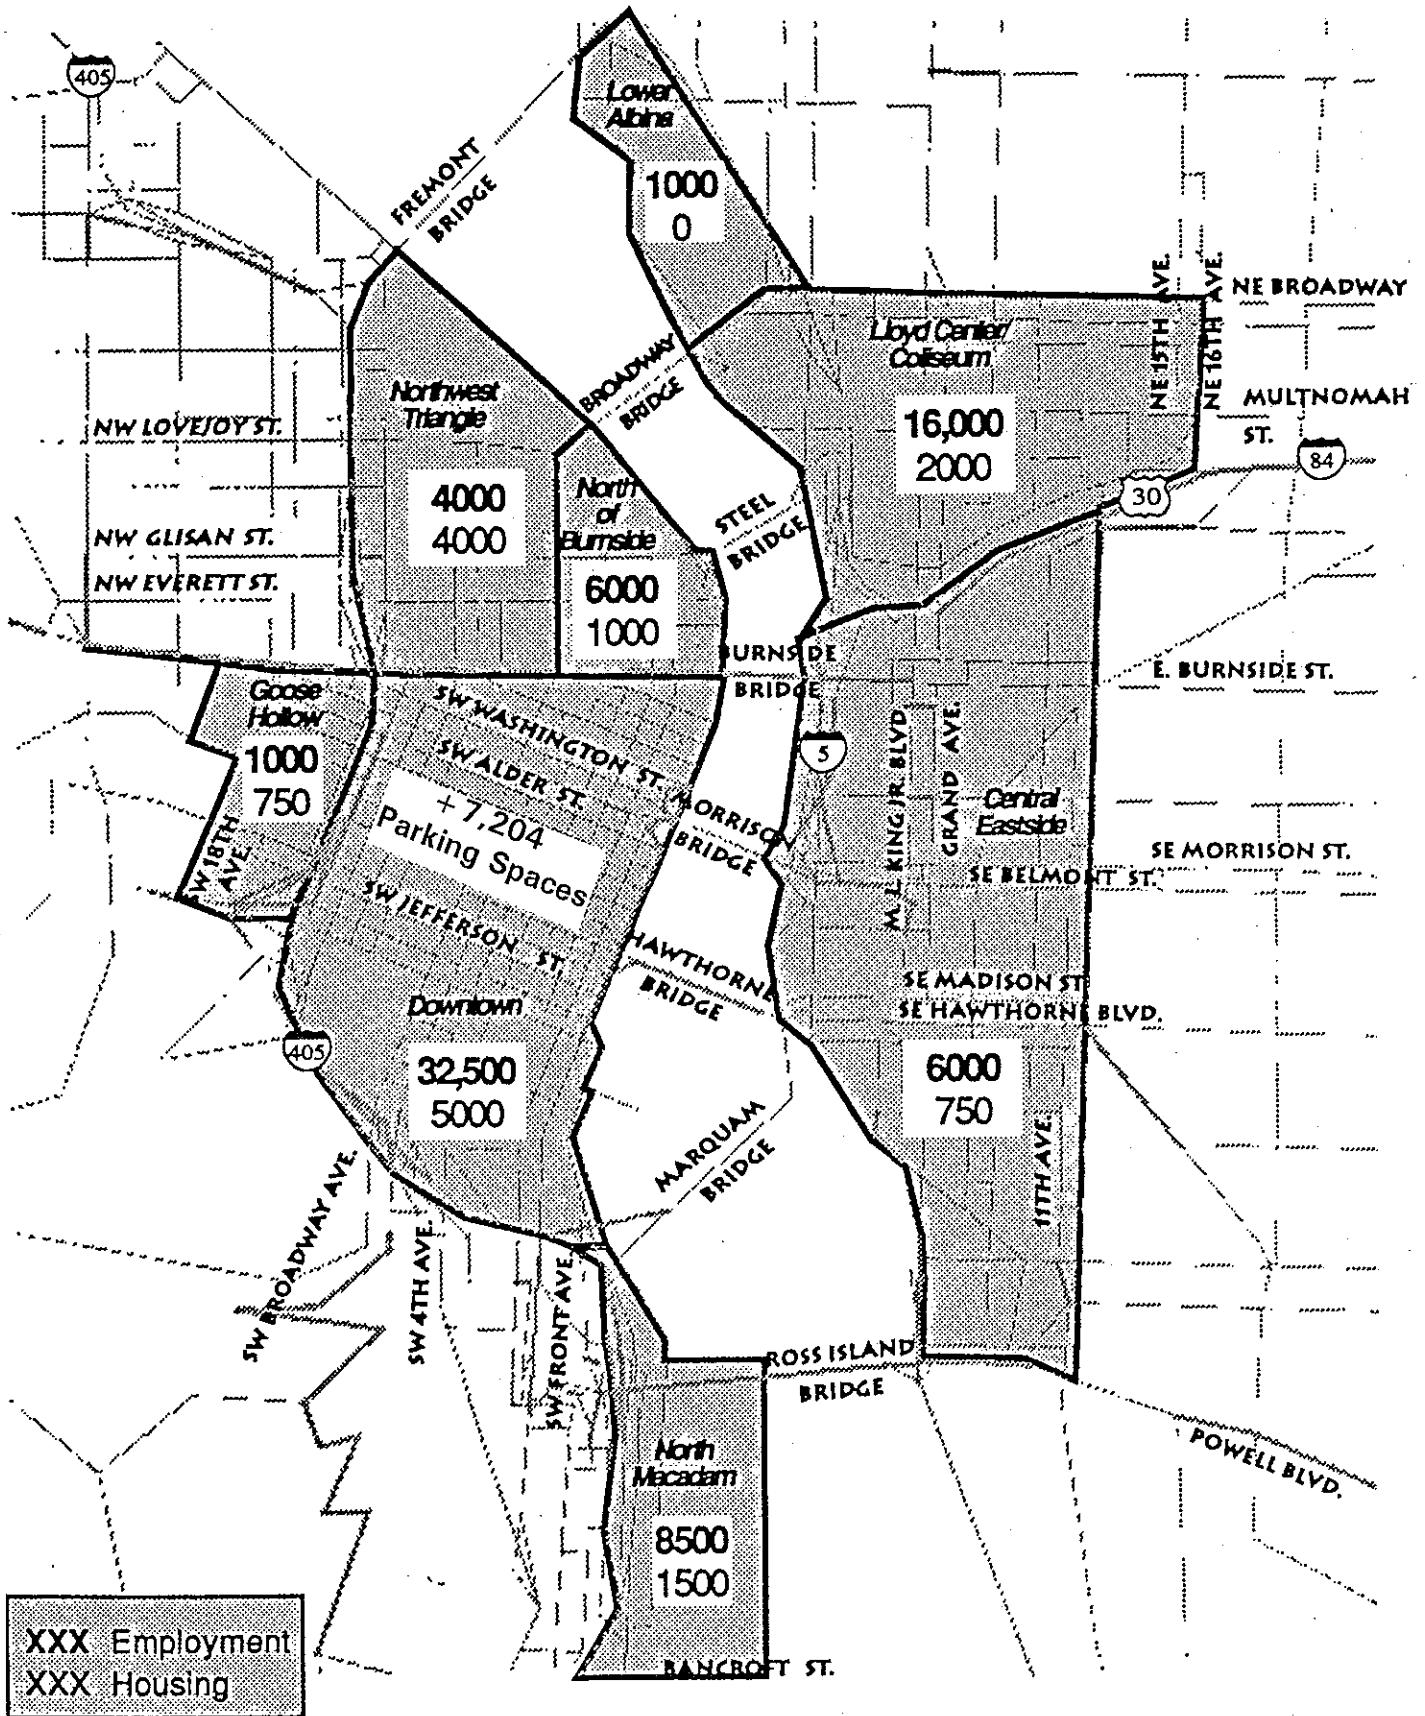 405
Lower
Albina
1000
0
FREMONT
BRIDGE
NE 15TH AVE.
NE 16TH AVE.
NE BROADWAY
Lloyd Center/
Coliseum
16,000
2000
MULTNOMAH
ST.
84
30
BROADWAY
BRIDGE
Northwest
Triangle
4000
4000
NW LOVEJOY ST.
NW GLISAN ST.
NW EVERETT ST.
North
of
Burnside
6000
1000
STEEL
BRIDGE
BURNSIDE
BRIDGE
E. BURNSIDE ST.
Goose
Hollow
1000
750
SW 18TH
AVE.
SW WASHINGTON ST.
SW ALDER ST.
+ 7,204
Parking Spaces
SW JEFFERSON ST.
MORRISON
BRIDGE
5
M. L. KING JR. BLVD
GRAND AVE.
Central
Eastside
SE MORRISON ST.
SE BELMONT ST.
HAWTHORNE
BRIDGE
SE MADISON ST
SE HAWTHORNE BLVD.
Downtown
405
32,500
5000
6000
750
11TH AVE.
MARQUAM
BRIDGE
SW BROADWAY AVE.
SW 4TH AVE.
SW FRONT AVE.
ROSS ISLAND
BRIDGE
POWELL BLVD.
North
Macadam
8500
1500
BANCROFT ST.
XXX Employment
XXX Housing